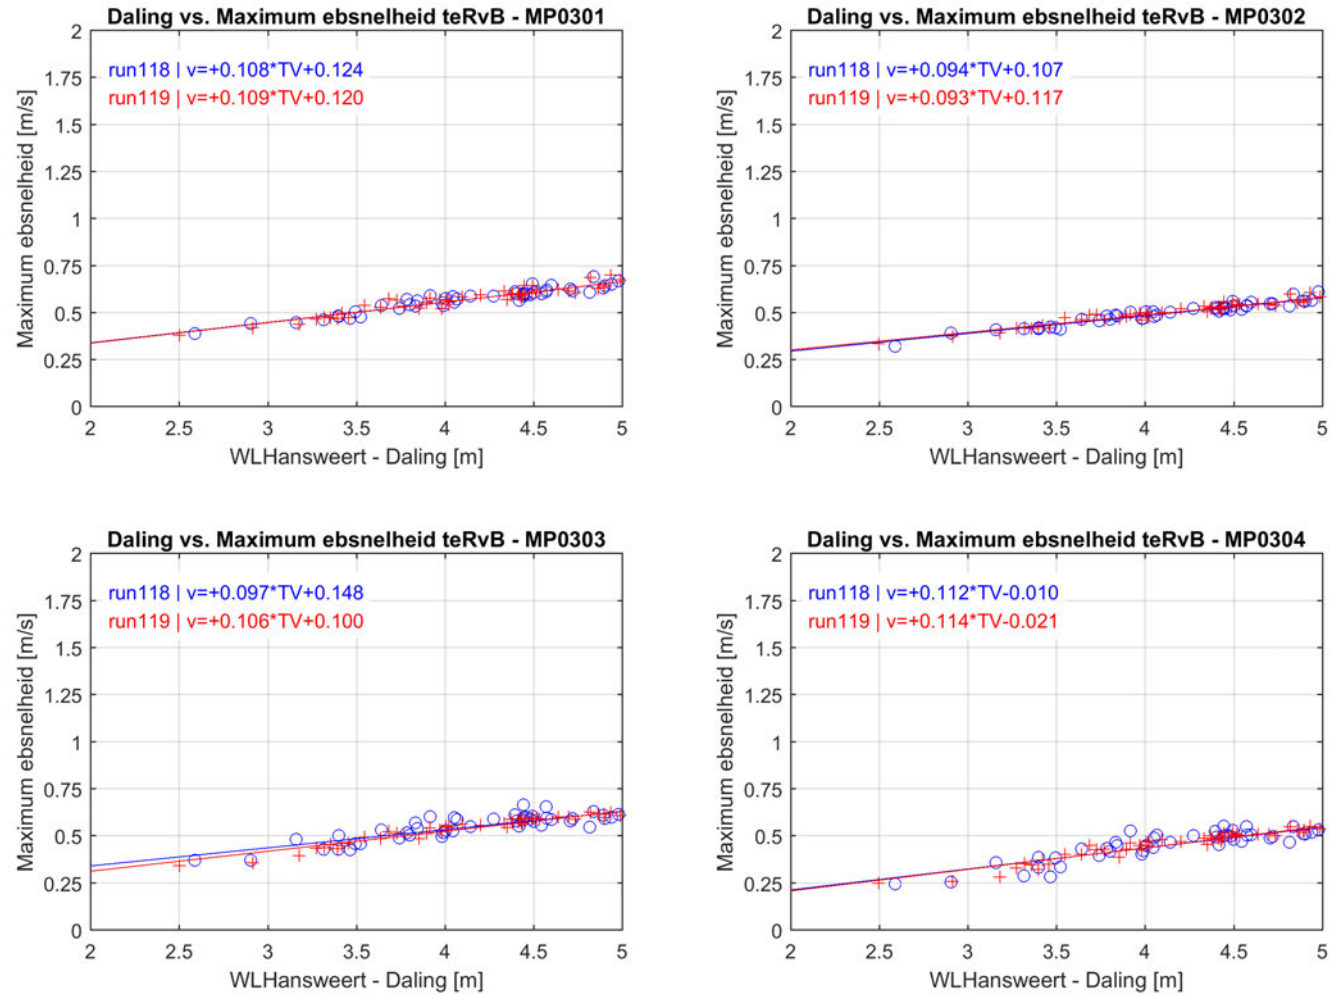 Daling vs. Maximum ebsnelheid teRvB - MP0301
run118 | v=+0.108*TV+0.124
run119 | v=+0.109*TV+0.120
Maximum ebsnelheid [m/s]
2
1.75
1.5
1.25
1
0.75
0.5
0.25
0
2 2.5 3 3.5 4 4.5 5
WLHansweert - Daling [m]
Daling vs. Maximum ebsnelheid teRvB - MP0302
run118 | v=+0.094*TV+0.107
run119 | v=+0.093*TV+0.117
Maximum ebsnelheid [m/s]
2
1.75
1.5
1.25
1
0.75
0.5
0.25
0
2 2.5 3 3.5 4 4.5 5
WLHansweert - Daling [m]
Daling vs. Maximum ebsnelheid teRvB - MP0303
run118 | v=+0.097*TV+0.148
run119 | v=+0.106*TV+0.100
Maximum ebsnelheid [m/s]
2
1.75
1.5
1.25
1
0.75
0.5
0.25
0
2 2.5 3 3.5 4 4.5 5
WLHansweert - Daling [m]
Daling vs. Maximum ebsnelheid teRvB - MP0304
run118 | v=+0.112*TV-0.010
run119 | v=+0.114*TV-0.021
Maximum ebsnelheid [m/s]
2
1.75
1.5
1.25
1
0.75
0.5
0.25
0
2 2.5 3 3.5 4 4.5 5
WLHansweert - Daling [m]